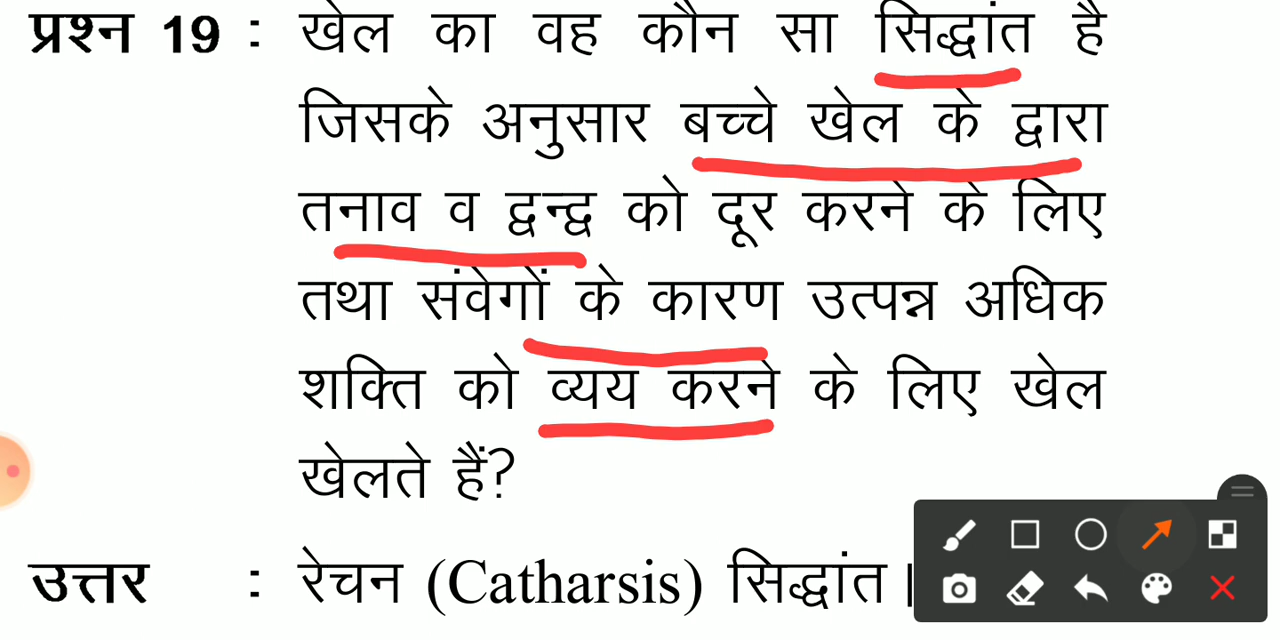 प्रश्न 19 : खेल का वह कौन सा सिद्धांत है
जिसके अनुसार बच्चे खेल के द्वारा
तनाव व द्वन्द्व को दूर करने के लिए
तथा संवेगों के कारण उत्पन्न अधिक
शक्ति को व्यय करने के लिए खेल
खेलते हैं?
उत्तर : रेचन (Catharsis) सिद्धांत।